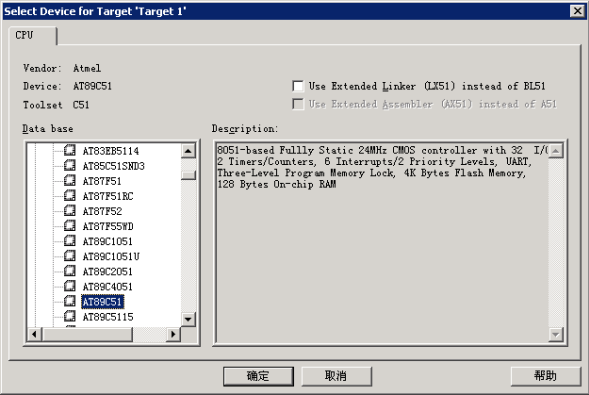 Select Device for Target 'Target 1'
CPU
Vendor: Atmel
Device: AT89C51
Toolset C51
Use Extended Linker (LX51) instead of BL51
Use Extended Assembler (AX51) instead of A51
Data base
Description:
AT83EB5114
AT85C51SND3
AT87F51
AT87F51RC
AT87F52
AT87F55WD
AT89C1051
AT89C1051U
AT89C2051
AT89C4051
AT89C51
AT89C5115
8051-based Fullly Static 24MHz CMOS controller with 32 I/O
2 Timers/Counters, 6 Interrupts/2 Priority Levels, UART,
Three-Level Program Memory Lock, 4K Bytes Flash Memory,
128 Bytes On-chip RAM
确定
取消
帮助